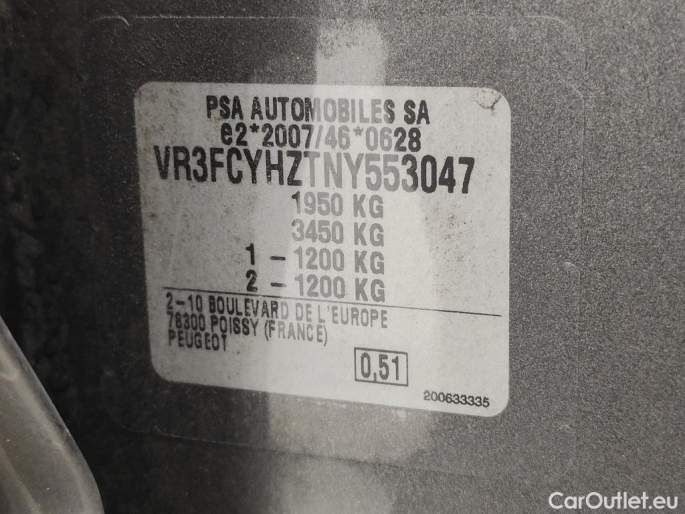 PSA AUTOMOBILES SA
e2*2007/46*0628
VR3FCYHZTNY553047
1950 KG
3450 KG
1 - 1200 KG
2 - 1200 KG
2-10 BOULEVARD DE L'EUROPE
78300 POISSY (FRANCE)
PEUGEOT
0,51
200633335
CarOutlet.eu